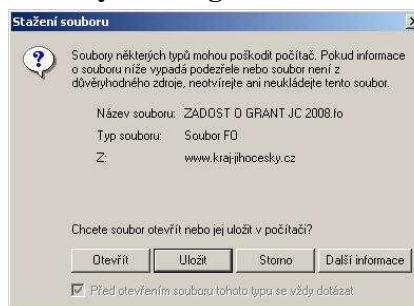 Stažení souboru
Soubory některých typů mohou poškodit počítač. Pokud informace
o souboru níže vypadá podezřele nebo soubor není z
důvěryhodného zdroje, neotvírejte ani neukládejte tento soubor.
Název souboru: ZADOST O GRANT JC 2008.fo
Typ souboru: Soubor FO
Z: www.kraj-jihocesky.cz
Chcete soubor otevřít nebo jej uložit v počítači?
Otevřít Uložit Storno Další informace
Před otevřením souboru tohoto typu se vždy dotázat